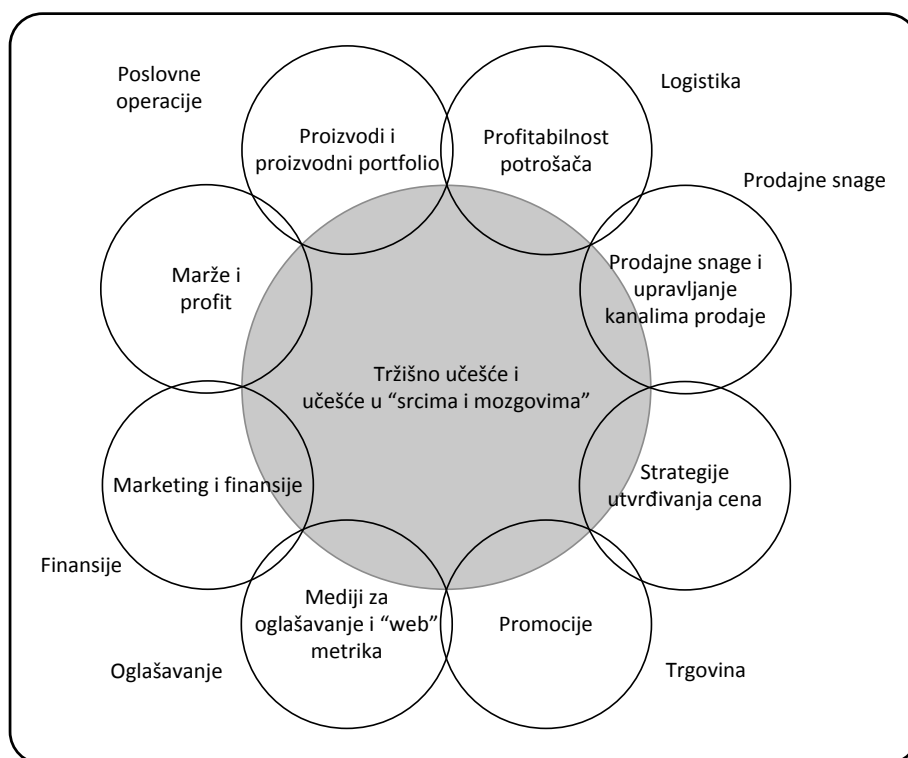 Poslovne
operacije
Logistika
Proizvodi i
proizvodni portfolio
Profitabilnost
potrošača
Prodajne snage
Marže i
profit
Prodajne snage i
upravljanje
kanalima prodaje
Tržišno učešće i
učešće u “srcima i mozgovima”
Marketing i finansije
Strategije
utvrđivanja cena
Finansije
Mediji za
oglašavanje i “web”
metrika
Promocije
Oglašavanje
Trgovina